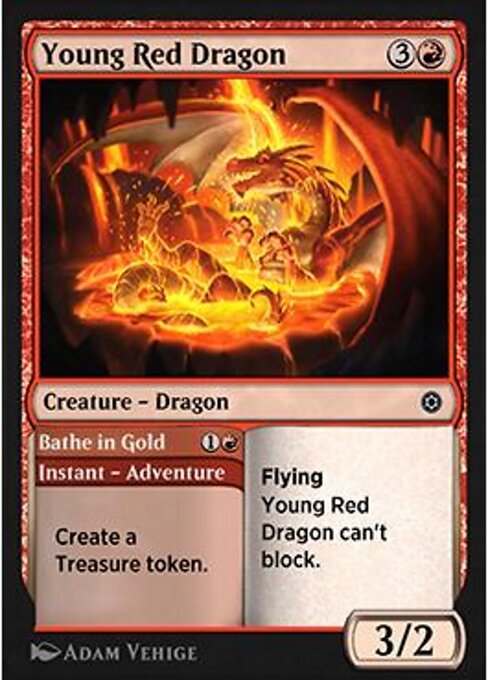 Young Red Dragon 3
Creature – Dragon
Bathe in Gold 1
Instant – Adventure
Create a
Treasure token.
Flying
Young Red
Dragon can't
block.
3/2
ADAM VEHIGE